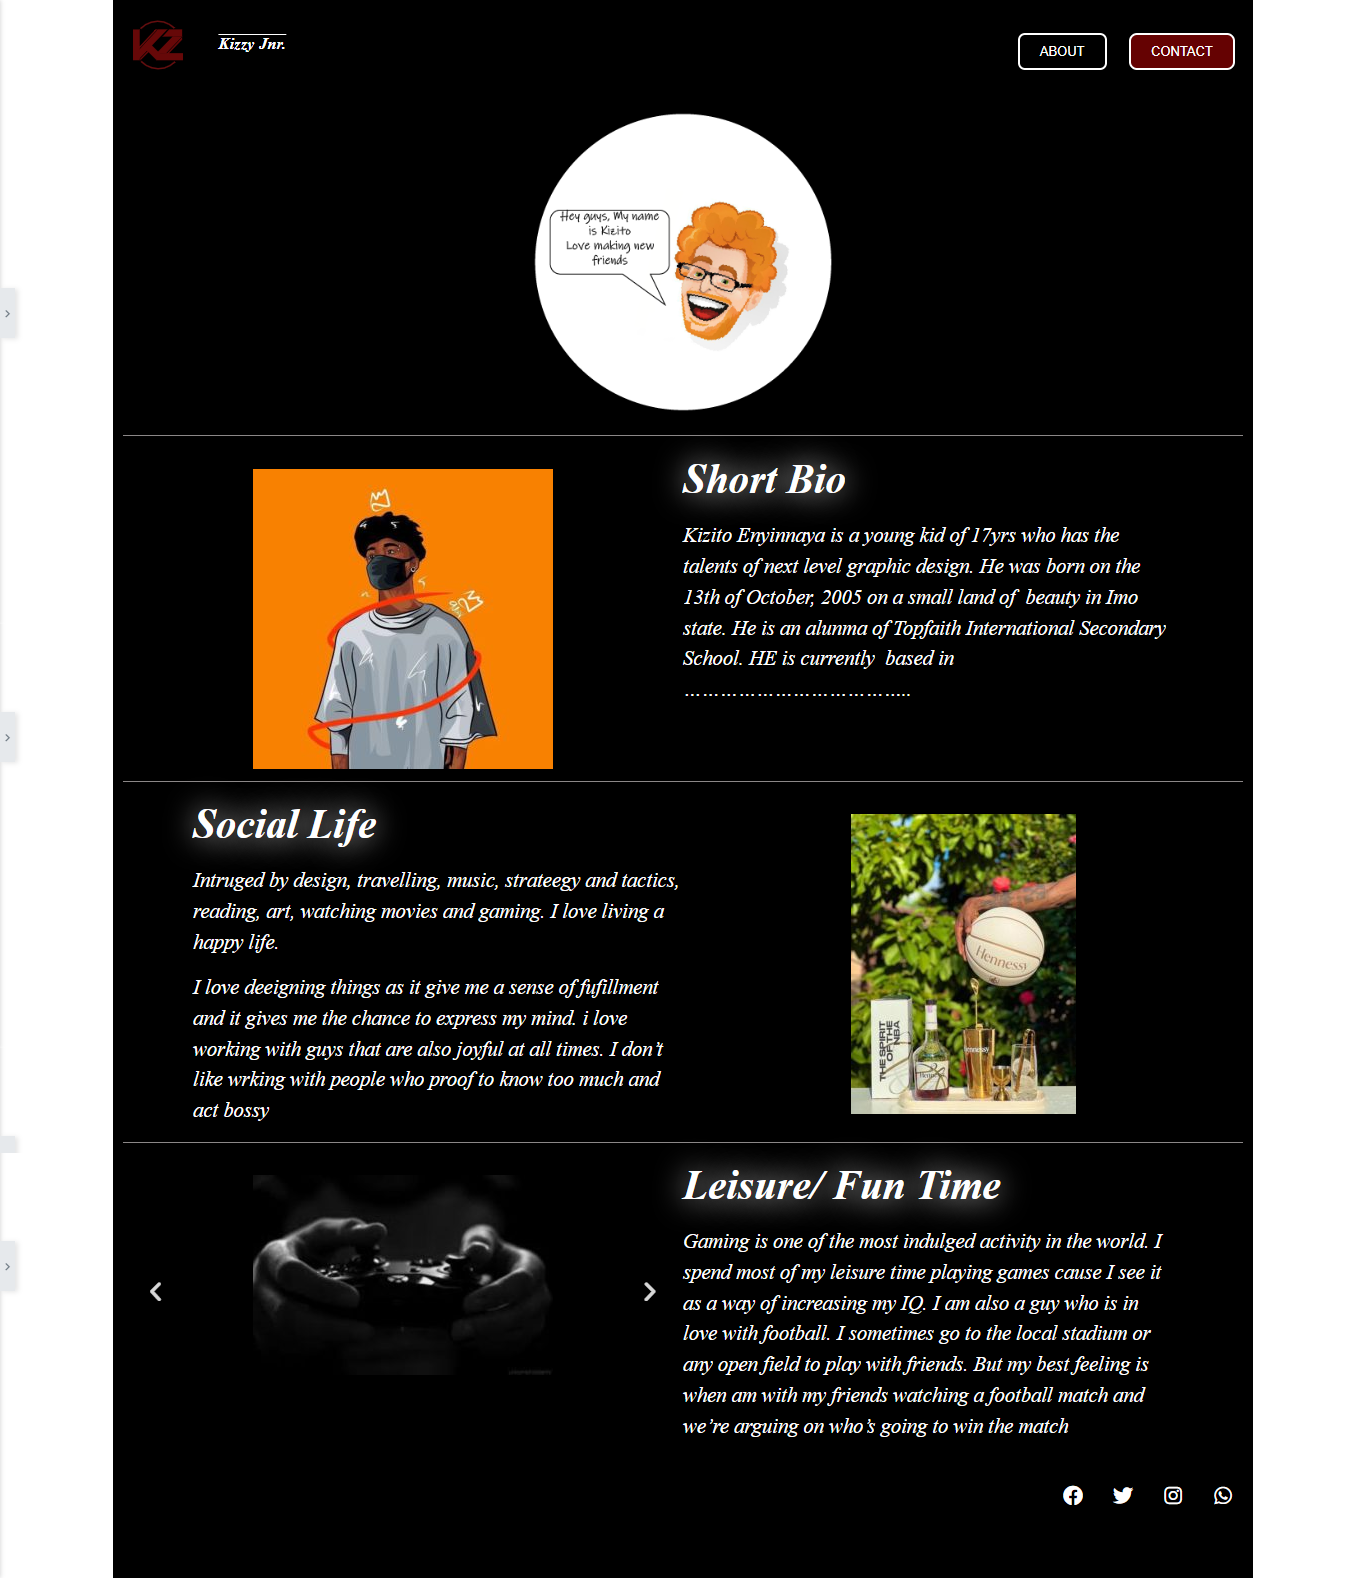 KZ
Kizzy Jnr.
ABOUT
CONTACT
Hey guys, My name
is Kizito
Love making new
friends
Short Bio
Kizito Enyinnaya is a young kid of 17yrs who has the
talents of next level graphic design. He was born on the
13th of October, 2005 on a small land of  beauty in Imo
state. He is an alunma of Topfaith International Secondary
School. HE is currently  based in
………………………………..
Social Life
Intruged by design, travelling, music, strateegy and tactics,
reading, art, watching movies and gaming. I love living a
happy life.
I love deeigning things as it give me a sense of fufillment
and it gives me the chance to express my mind. i love
working with guys that are also joyful at all times. I don’t
like wrking with people who proof to know too much and
act bossy
Hennessy
THE SPIRIT
OF THE
NBA
Hennessy
Hennessy
Leisure/ Fun Time
Gaming is one of the most indulged activity in the world. I
spend most of my leisure time playing games cause I see it
as a way of increasing my IQ. I am also a guy who is in
love with football. I sometimes go to the local stadium or
any open field to play with friends. But my best feeling is
when am with my friends watching a football match and
we’re arguing on who’s going to win the match